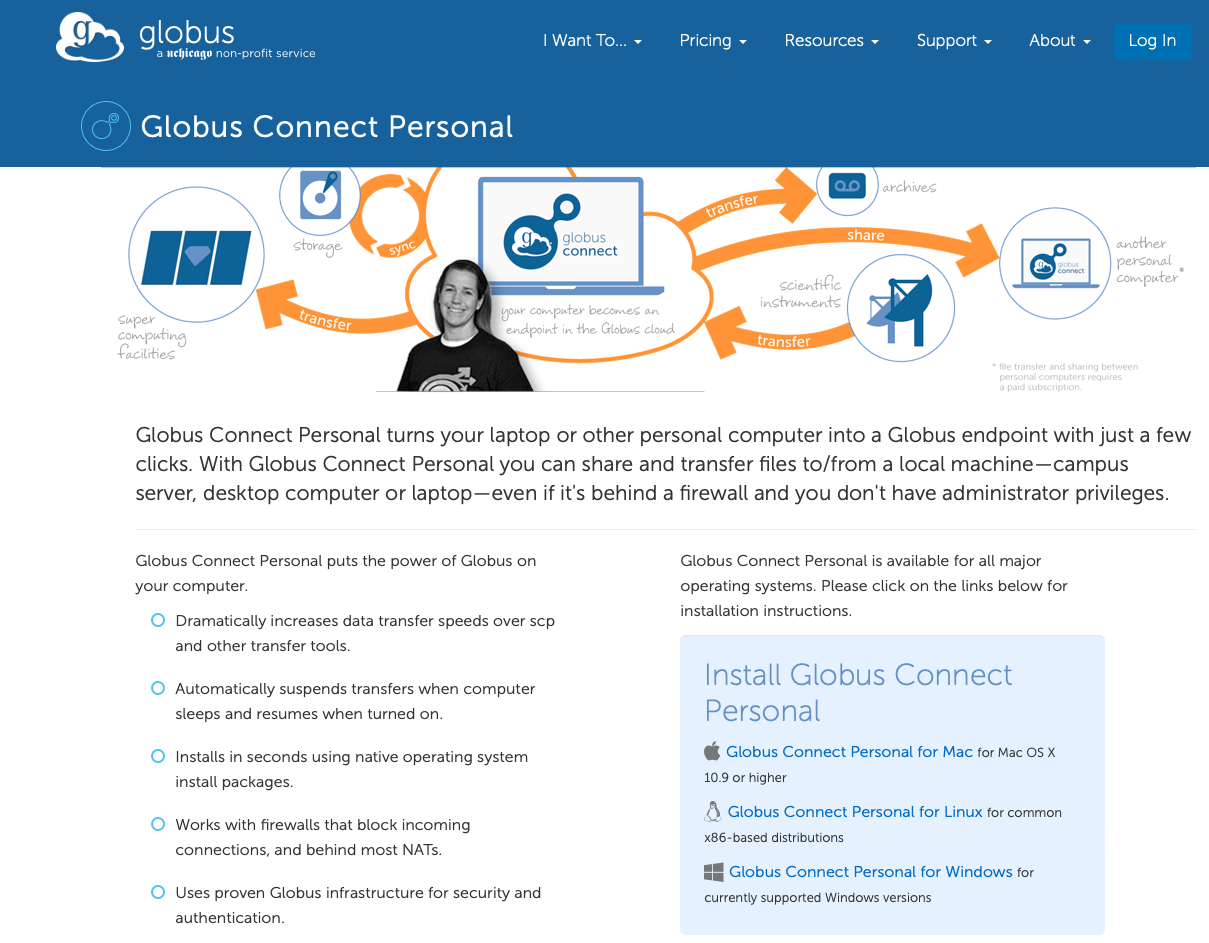 globus
a uchicago non-profit service
I Want To...
Pricing
Resources
Support
About
Log In
Globus Connect Personal
super
computing
facilities
storage
sync
transfer
g
globus
connect
your computer becomes an
endpoint in the Globus cloud
transfer
archives
share
another
personal
computer*
globus
connect
scientific
instruments
transfer
* file transfer and sharing between
personal computers requires
a paid subscription.
Globus Connect Personal turns your laptop or other personal computer into a Globus endpoint with just a few
clicks. With Globus Connect Personal you can share and transfer files to/from a local machine—campus
server, desktop computer or laptop—even if it's behind a firewall and you don't have administrator privileges.
Globus Connect Personal puts the power of Globus on
your computer.
Dramatically increases data transfer speeds over scp
and other transfer tools.
Automatically suspends transfers when computer
sleeps and resumes when turned on.
Installs in seconds using native operating system
install packages.
Works with firewalls that block incoming
connections, and behind most NATs.
Uses proven Globus infrastructure for security and
authentication.
Globus Connect Personal is available for all major
operating systems. Please click on the links below for
installation instructions.
Install Globus Connect
Personal
Globus Connect Personal for Mac for Mac OS X
10.9 or higher
Globus Connect Personal for Linux for common
x86-based distributions
Globus Connect Personal for Windows for
currently supported Windows versions